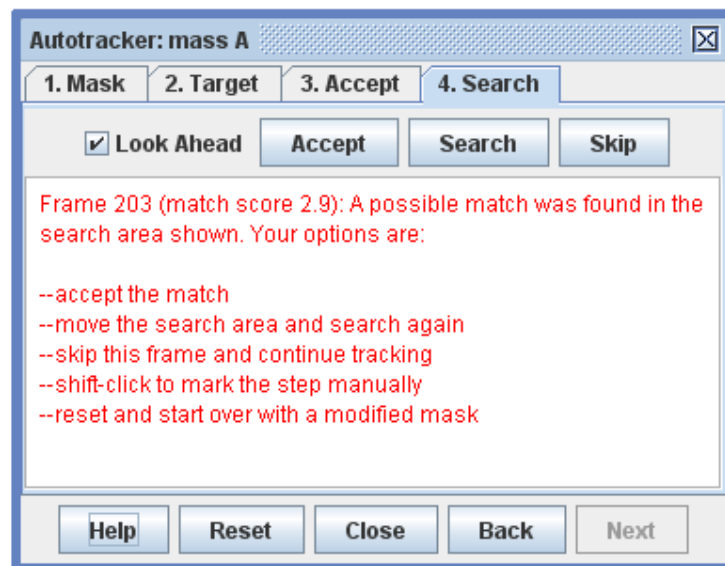 Autotracker: mass A
1. Mask 2. Target 3. Accept 4. Search
Look Ahead Accept Search Skip
Frame 203 (match score 2.9): A possible match was found in the
search area shown. Your options are:
--accept the match
--move the search area and search again
--skip this frame and continue tracking
--shift-click to mark the step manually
--reset and start over with a modified mask
Help Reset Close Back Next